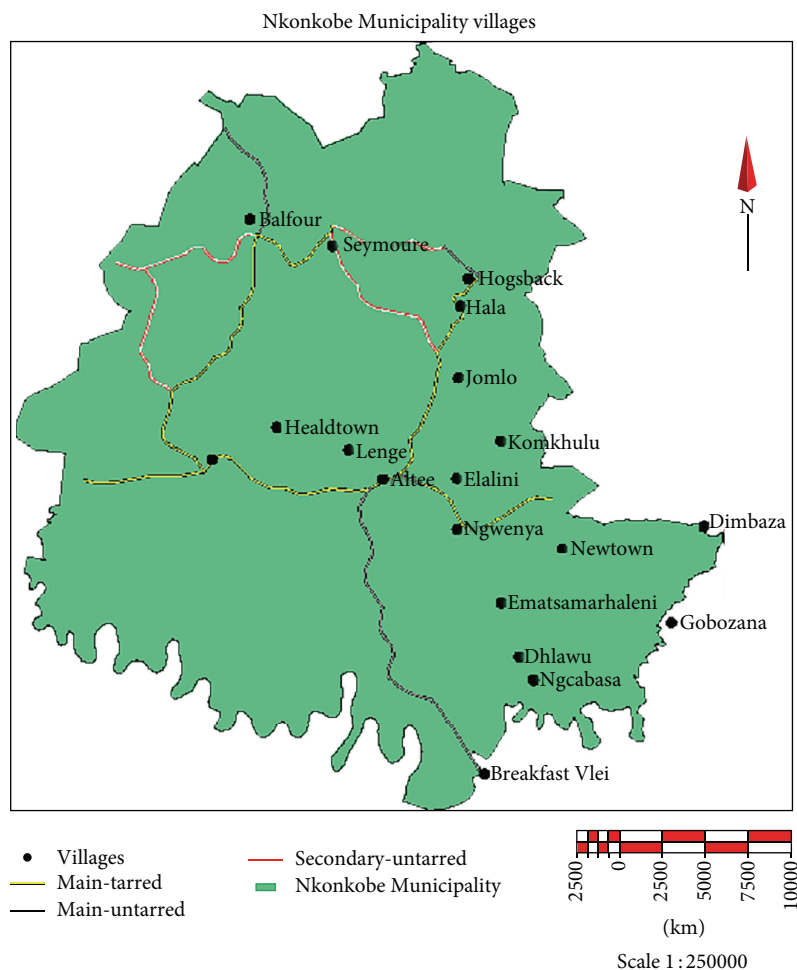 Nkonkobe Municipality villages
N
Balfour
Seymoure
Hogsback
Hala
Jomlo
Healdtown
Komkhulu
Lenge
Altee
Elalini
Dimbaza
Ngwenya
Newtown
Ematsamarhaleni
Gobozana
Dhlawu
Ngcabasa
Breakfast Vlei
Villages
Main-tarred
Main-untarred
Secondary-untarred
Nkonkobe Municipality
2500 0 2500 5000 7500 10000
(km)
Scale 1:250000